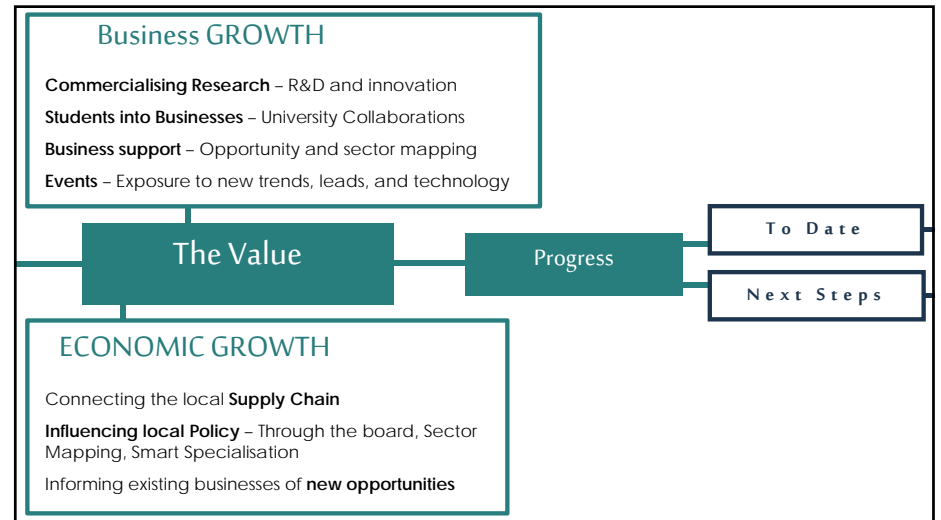 Business GROWTH
Commercialising Research – R&D and innovation
Students into Businesses – University Collaborations
Business support – Opportunity and sector mapping
Events – Exposure to new trends, leads, and technology
The Value
Progress
To Date
Next Steps
ECONOMIC GROWTH
Connecting the local Supply Chain
Influencing local Policy – Through the board, Sector
Mapping, Smart Specialisation
Informing existing businesses of new opportunities